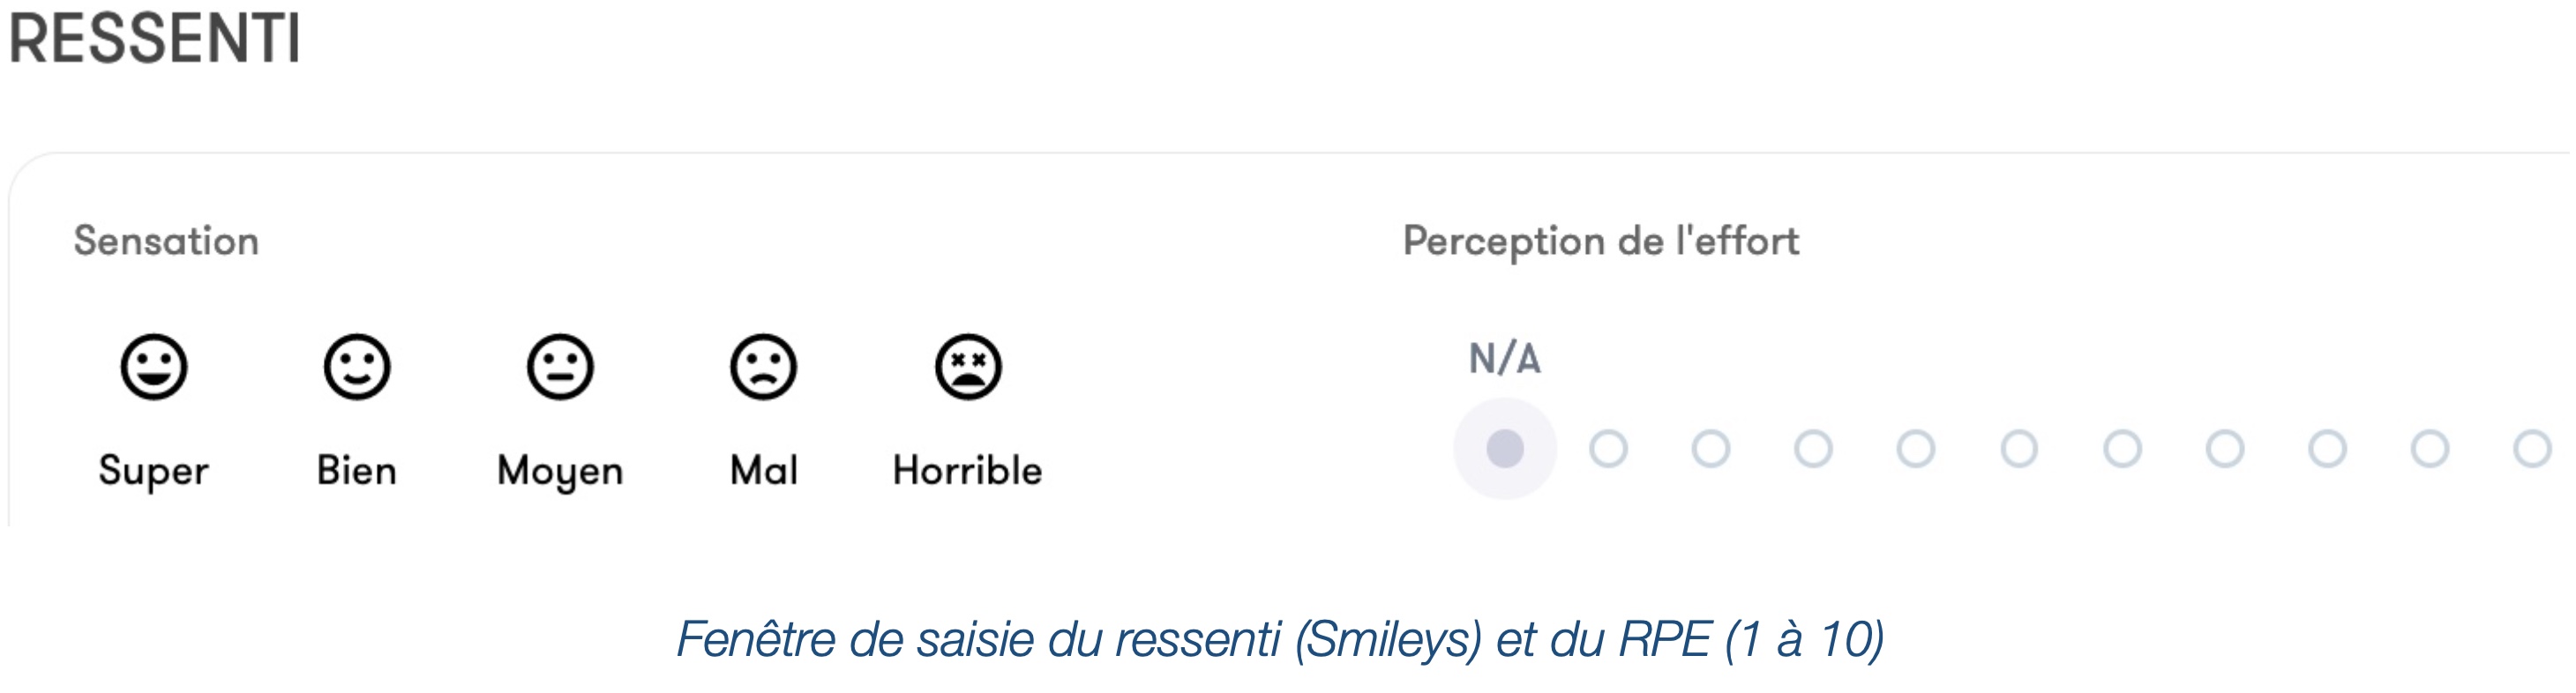 RESSENTI
Sensation
Perception de l'effort
N/A
Super Bien Moyen Mal Horrible
Fenêtre de saisie du ressenti (Smileys) et du RPE (1 à 10)